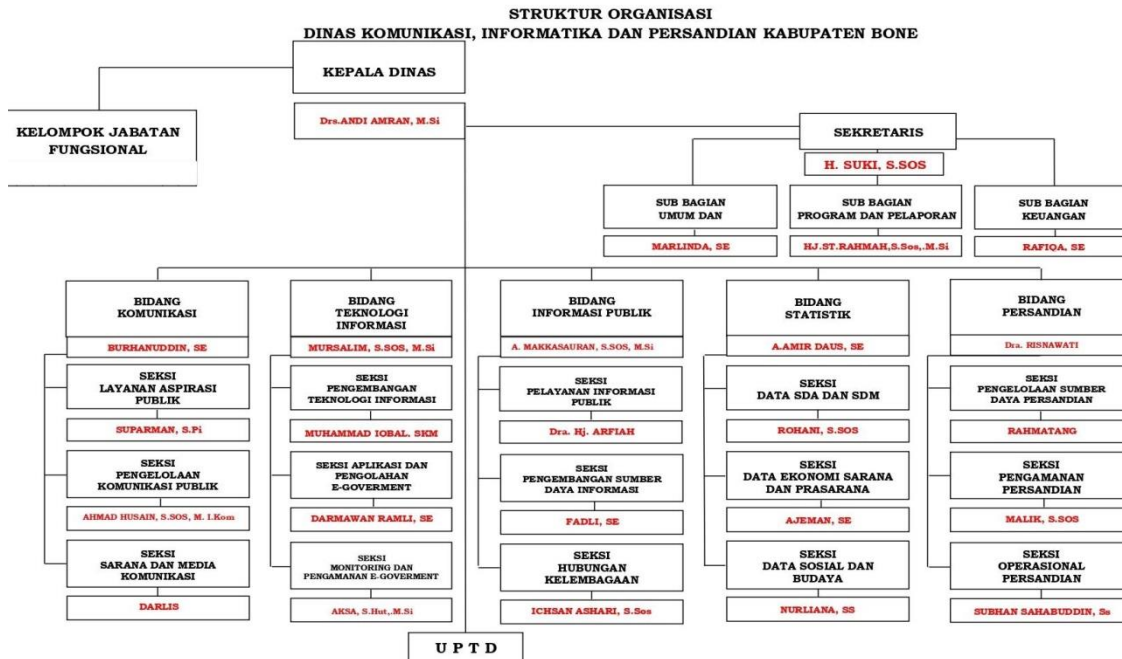 STRUKTUR ORGANISASI
DINAS KOMUNIKASI, INFORMATIKA DAN PERSANDIAN KABUPATEN BONE
KEPALA DINAS
Drs.ANDI AMRAN, M.Si
KELOMPOK JABATAN
FUNGSIONAL
SEKRETARIS
H. SUKI, S.SOS
SUB BAGIAN
UMUM DAN
MARLINDA, SE
SUB BAGIAN
PROGRAM DAN PELAPORAN
HJ.ST.RAHMAH,S.Sos,.M.Si
SUB BAGIAN
KEUANGAN
RAFIQA, SE
BIDANG
KOMUNIKASI
BURHANUDDIN, SE
SEKSI
LAYANAN ASPIRASI
PUBLIK
SUPARMAN, S.Pi
SEKSI
PENGELOLAAN
KOMUNIKASI PUBLIK
AHMAD HUSAIN, S.SOS, M. I.Kom
SEKSI
SARANA DAN MEDIA
KOMUNIKASI
DARLIS
BIDANG
TEKNOLOGI
INFORMASI
MURSALIM, S.SOS, M.Si
SEKSI
PENGEMBANGAN
TEKNOLOGI INFORMASI
MUHAMMAD IQBAL. SKM
SEKSI APLIKASI DAN
PENGOLAHAN
E-GOVERMENT
DARMAWAN RAMLI, SE
SEKSI
MONITORING DAN
PENGAMANAN E-GOVERMENT
AKSA, S.Hut,.M.Si
BIDANG
INFORMASI PUBLIK
A. MAKKASAURAN, S.SOS, M.Si
SEKSI
PELAYANAN INFORMASI
PUBLIK
Dra. Hj. ARFIAH
SEKSI
PENGEMBANGAN SUMBER
DAYA INFORMASI
FADLI, SE
SEKSI
HUBUNGAN
KELEMBAGAAN
ICHSAN ASHARI, S.Sos
BIDANG
STATISTIK
A.AMIR DAUS, SE
SEKSI
DATA SDA DAN SDM
ROHANI, S.SOS
SEKSI
DATA EKONOMI SARANA
DAN PRASARANA
AJEMAN, SE
SEKSI
DATA SOSIAL DAN
BUDAYA
NURLIANA, SS
BIDANG
PERSANDIAN
Dra. RISNAWATI
SEKSI
PENGELOLAAN SUMBER
DAYA PERSANDIAN
RAHMATANG
SEKSI
PENGAMANAN
PERSANDIAN
MALIK, S.SOS
SEKSI
OPERASIONAL
PERSANDIAN
SUBHAN SAHABUDDIN, Ss
U P T D